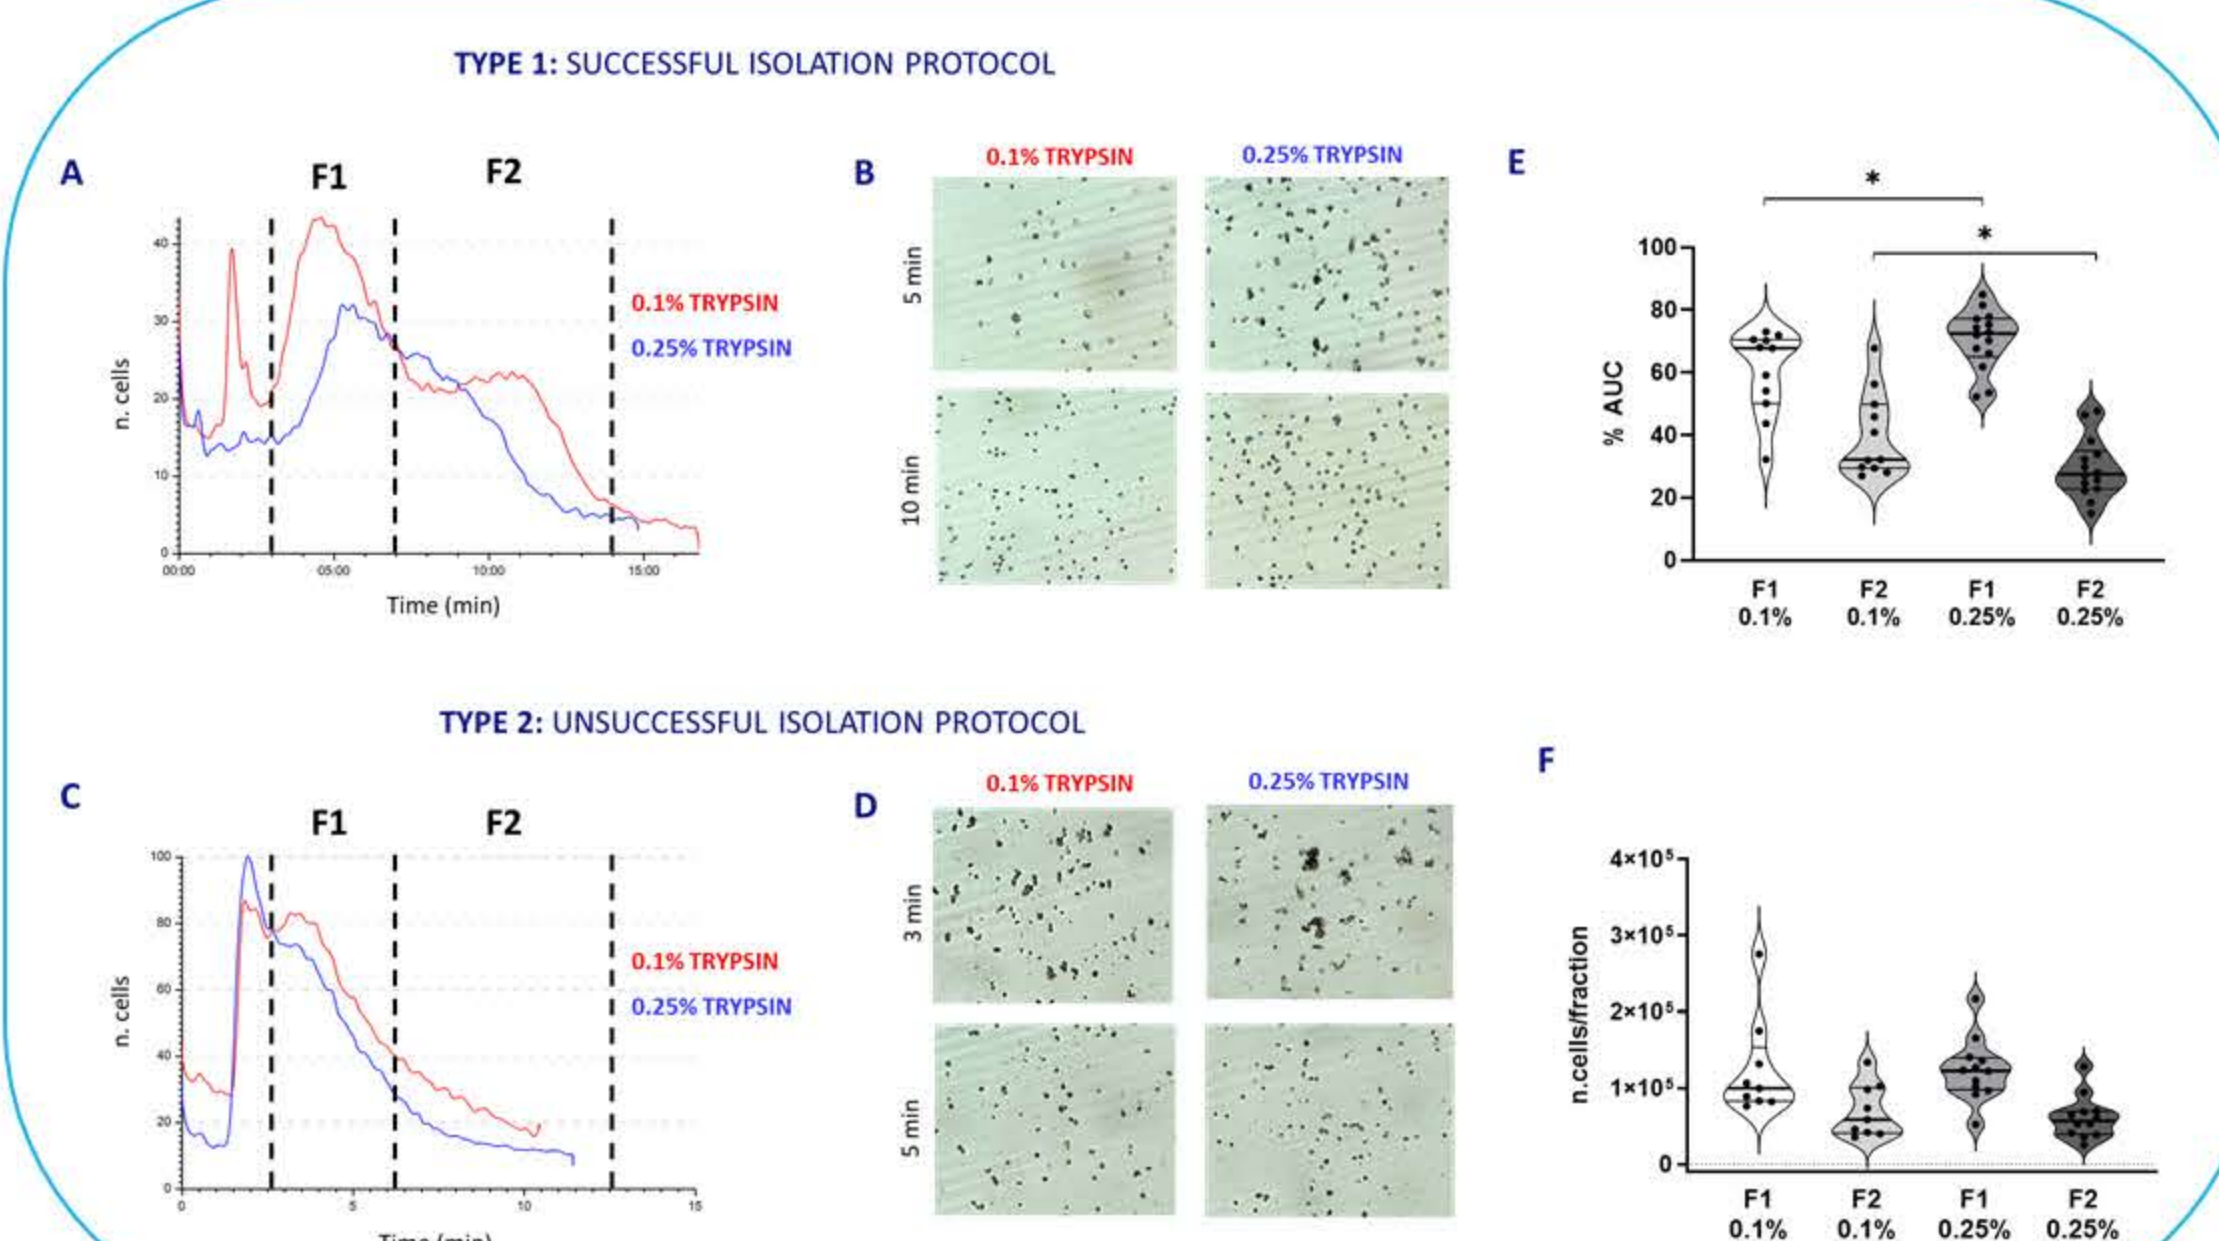 TYPE 1: SUCCESSFUL ISOLATION PROTOCOL
A
F1
F2
40
30
20
10
0
n. cells
00:00
05:00
10:00
15:00
Time (min)
0.1% TRYPSIN
0.25% TRYPSIN
B
0.1% TRYPSIN
0.25% TRYPSIN
5 min
10 min
E
*
*
100
80
60
40
20
0
% AUC
F1 F2 F1 F2
0.1% 0.1% 0.25% 0.25%
TYPE 2: UNSUCCESSFUL ISOLATION PROTOCOL
C
F1
F2
100
80
60
40
20
0
n. cells
0
5
10
15
Time (min)
0.1% TRYPSIN
0.25% TRYPSIN
D
0.1% TRYPSIN
0.25% TRYPSIN
3 min
5 min
F
4×10⁵
3×10⁵
2×10⁵
1×10⁵
0
n.cells/fraction
F1 F2 F1 F2
0.1% 0.1% 0.25% 0.25%